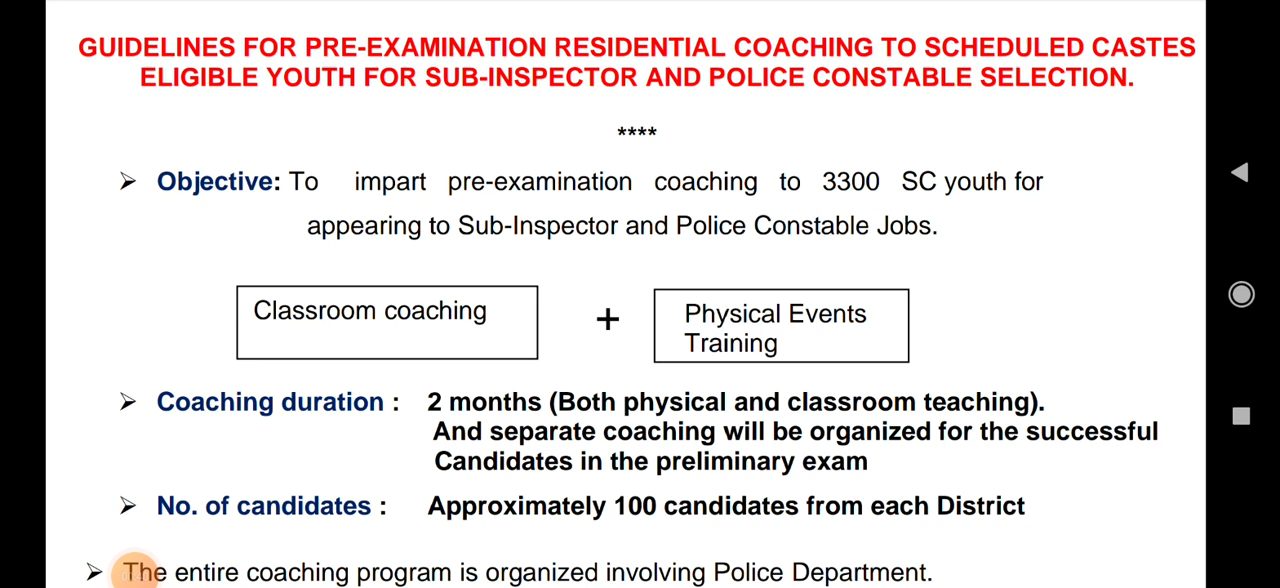 GUIDELINES FOR PRE-EXAMINATION RESIDENTIAL COACHING TO SCHEDULED CASTES
ELIGIBLE YOUTH FOR SUB-INSPECTOR AND POLICE CONSTABLE SELECTION.
****
➢ Objective: To impart pre-examination coaching to 3300 SC youth for
appearing to Sub-Inspector and Police Constable Jobs.
Classroom coaching + Physical Events
Training
➢ Coaching duration : 2 months (Both physical and classroom teaching).
And separate coaching will be organized for the successful
Candidates in the preliminary exam
➢ No. of candidates : Approximately 100 candidates from each District
➢ The entire coaching program is organized involving Police Department.